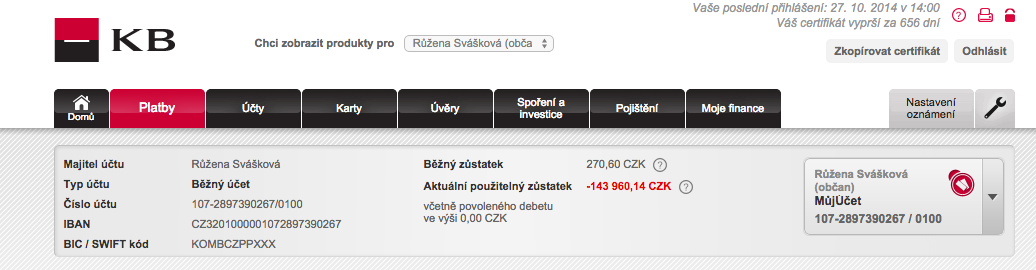 Vaše poslední přihlášení: 27. 10. 2014 v 14:00
Váš certifikát vyprší za 656 dní
KB
Chci zobrazit produkty pro Růžena Svášková (obča
Zkopírovat certifikát Odhlásit
Domů Platby Účty Karty Úvěry Spoření a investice Pojištění Moje finance Nastavení oznámení
Majitel účtu Růžena Svášková
Typ účtu Běžný účet
Číslo účtu 107-2897390267/0100
IBAN CZ3201000001072897390267
BIC / SWIFT kód KOMBCZPPXXX
Běžný zůstatek 270,60 CZK ?
Aktuální použitelný zůstatek -143 960,14 CZK ?
včetně povoleného debetu
ve výši 0,00 CZK
Růžena Svášková
(občan)
MůjÚčet
107-2897390267 / 0100